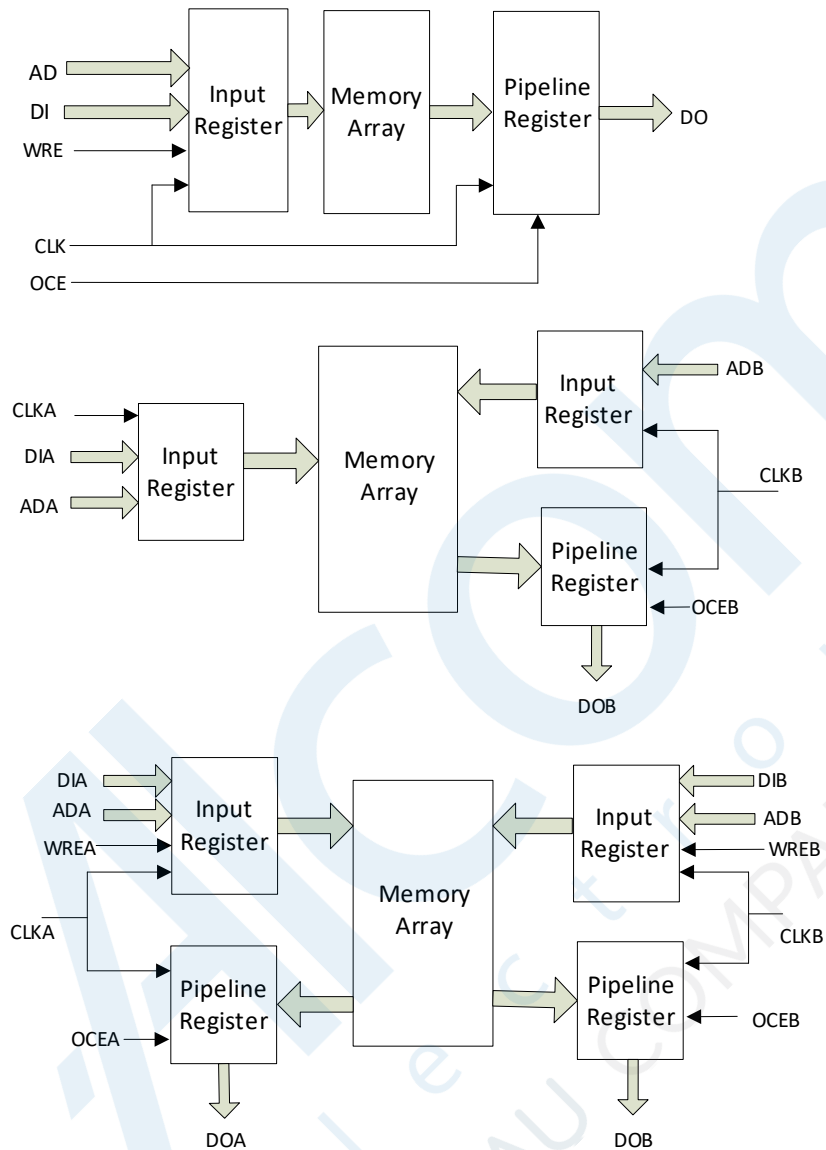 AD
DI
WRE
CLK
OCE
Input
Register
Memory
Array
Pipeline
Register
DO
CLKA
DIA
ADA
Input
Register
Memory
Array
Input
Register
ADB
CLKB
Pipeline
Register
OCEB
DOB
DIA
ADA
WREA
CLKA
OCEA
Input
Register
Pipeline
Register
DOA
Memory
Array
Input
Register
DIB
ADB
WREB
CLKB
Pipeline
Register
OCEB
DOB